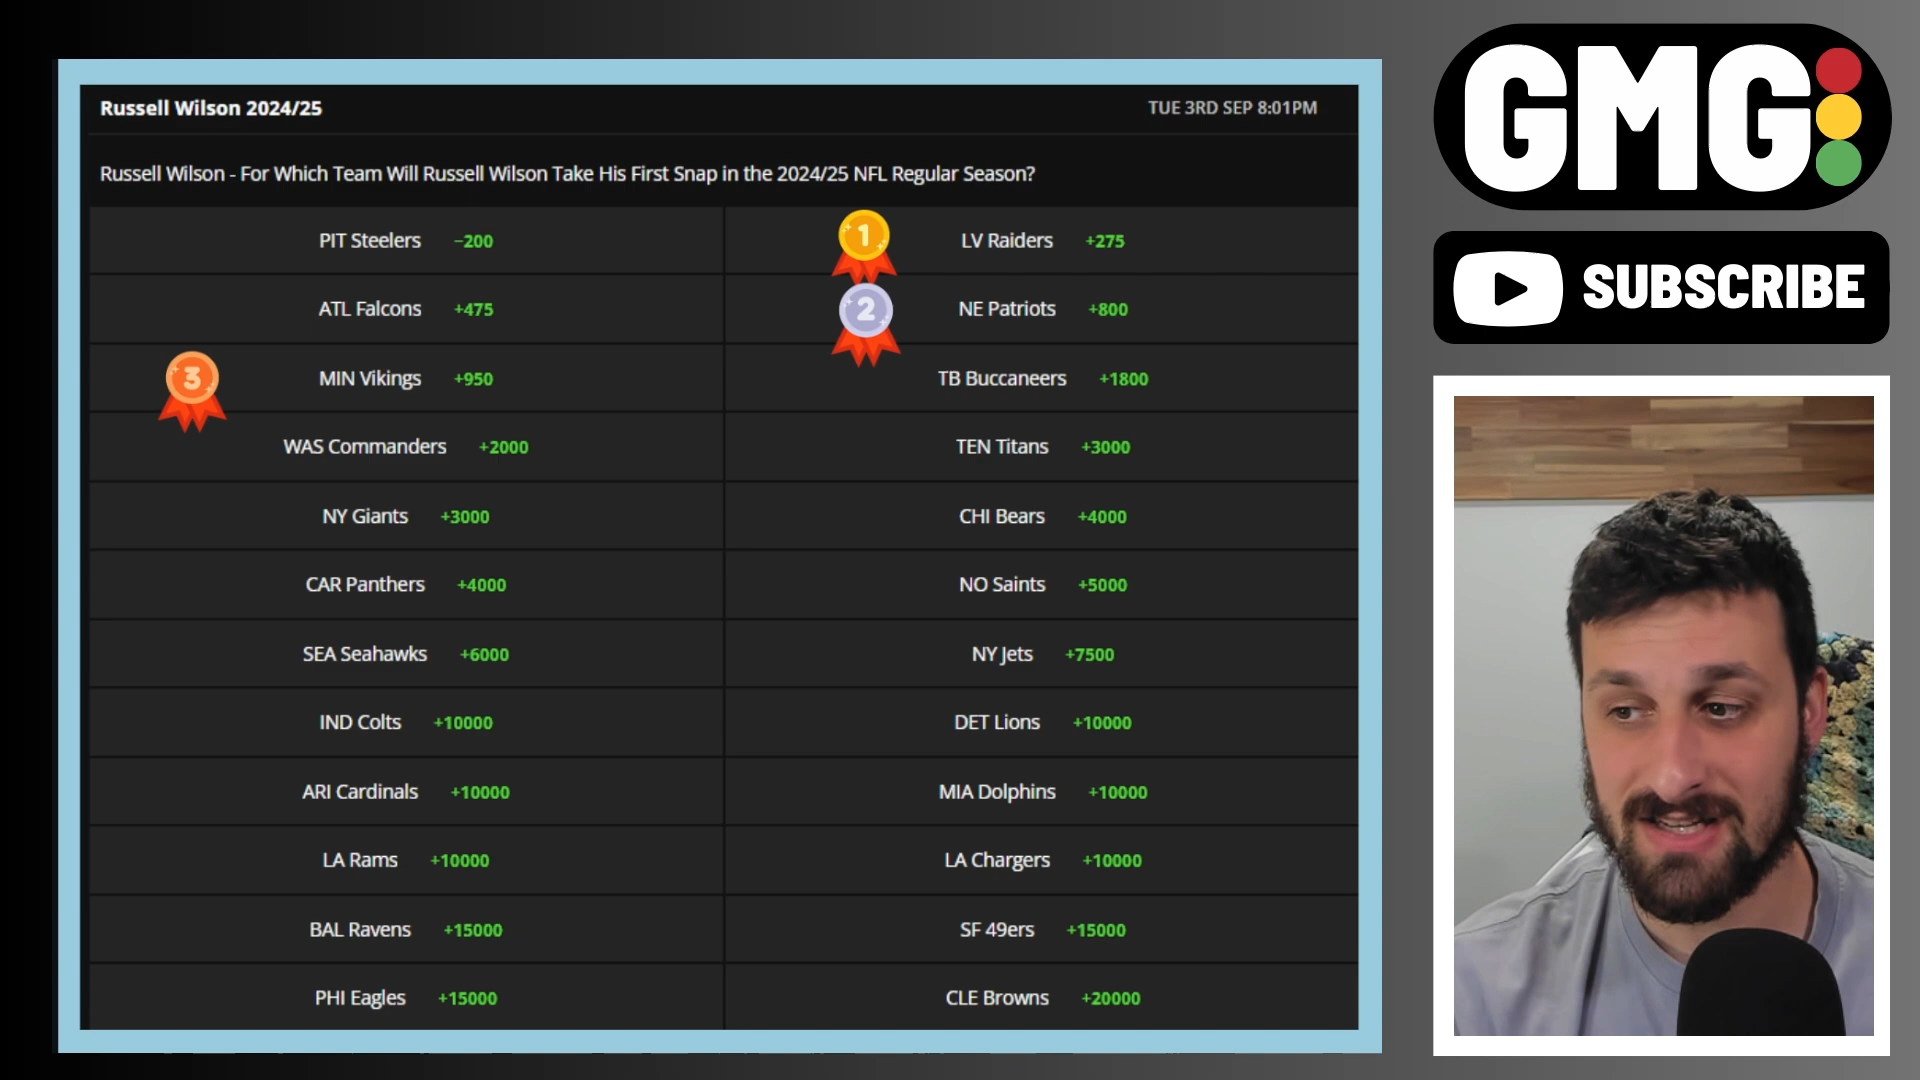 Russell Wilson 2024/25
TUE 3RD SEP 8:01PM
Russell Wilson - For Which Team Will Russell Wilson Take His First Snap in the 2024/25 NFL Regular Season?
PIT Steelers -200
1 LV Raiders +275
ATL Falcons +475
2 NE Patriots +800
3 MIN Vikings +950
TB Buccaneers +1800
WAS Commanders +2000
TEN Titans +3000
NY Giants +3000
CHI Bears +4000
CAR Panthers +4000
NO Saints +5000
SEA Seahawks +6000
NY Jets +7500
IND Colts +10000
DET Lions +10000
ARI Cardinals +10000
MIA Dolphins +10000
LA Rams +10000
LA Chargers +10000
BAL Ravens +15000
SF 49ers +15000
PHI Eagles +15000
CLE Browns +20000
GMG
SUBSCRIBE